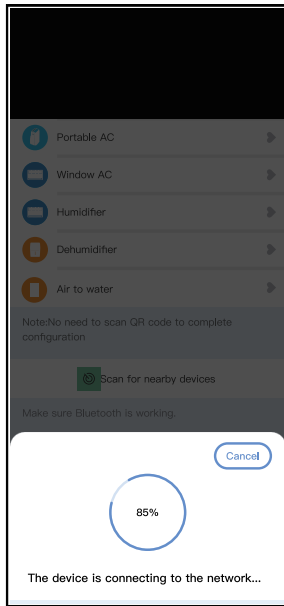 Portable AC
Window AC
Humidifier
Dehumidifier
Air to water
Note:No need to scan QR code to complete
configuration
Scan for nearby devices
Make sure Bluetooth is working.
Cancel
85%
The device is connecting to the network...